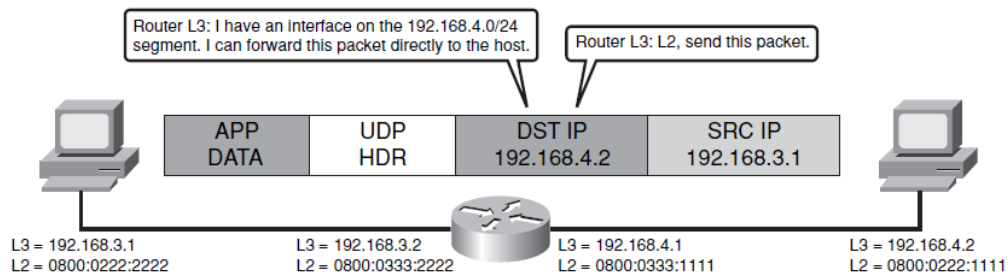 Router L3: I have an interface on the 192.168.4.0/24
segment. I can forward this packet directly to the host.
Router L3: L2, send this packet.
APP
DATA
UDP
HDR
DST IP
192.168.4.2
SRC IP
192.168.3.1
L3 = 192.168.3.1
L2 = 0800:0222:2222
L3 = 192.168.3.2
L2 = 0800:0333:2222
L3 = 192.168.4.1
L2 = 0800:0333:1111
L3 = 192.168.4.2
L2 = 0800:0222:1111